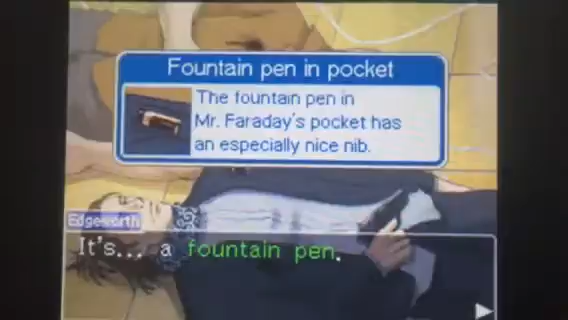 Fountain pen in pocket
The fountain pen in
Mr. Faraday's pocket has
an especially nice nib.
Edgeworth
It's... a fountain pen.